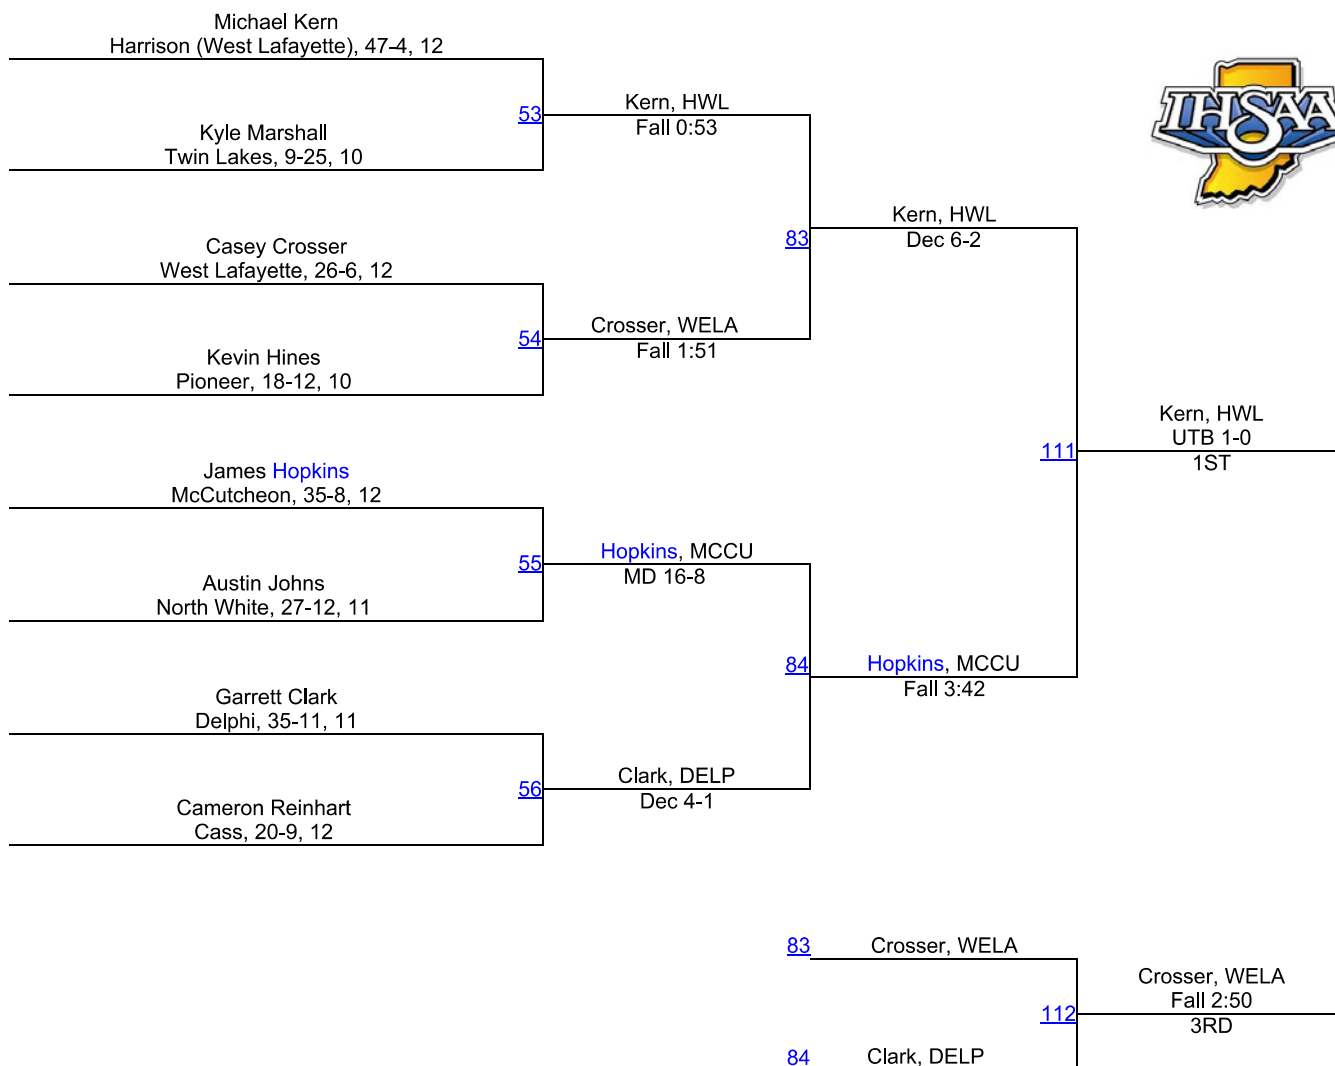 Michael Kern
Harrison (West Lafayette), 47-4, 12
53
Kern, HWL
Fall 0:53
Kyle Marshall
Twin Lakes, 9-25, 10
IHSAA
83
Kern, HWL
Dec 6-2
Casey Crosser
West Lafayette, 26-6, 12
54
Crosser, WELA
Fall 1:51
Kevin Hines
Pioneer, 18-12, 10
111
Kern, HWL
UTB 1-0
1ST
James Hopkins
McCutcheon, 35-8, 12
55
Hopkins, MCCU
MD 16-8
Austin Johns
North White, 27-12, 11
84
Hopkins, MCCU
Fall 3:42
Garrett Clark
Delphi, 35-11, 11
56
Clark, DELP
Dec 4-1
Cameron Reinhart
Cass, 20-9, 12
83
Crosser, WELA
112
Crosser, WELA
Fall 2:50
3RD
84
Clark, DELP